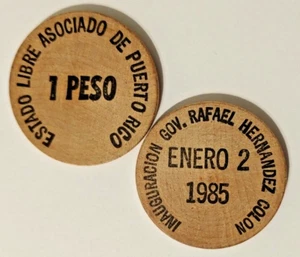 ESTADO LIBRE ASOCIADO DE PUERTO RICO
1 PESO
INAUGURACION GOV. RAFAEL HERNANDEZ COLON
ENERO 2
1985